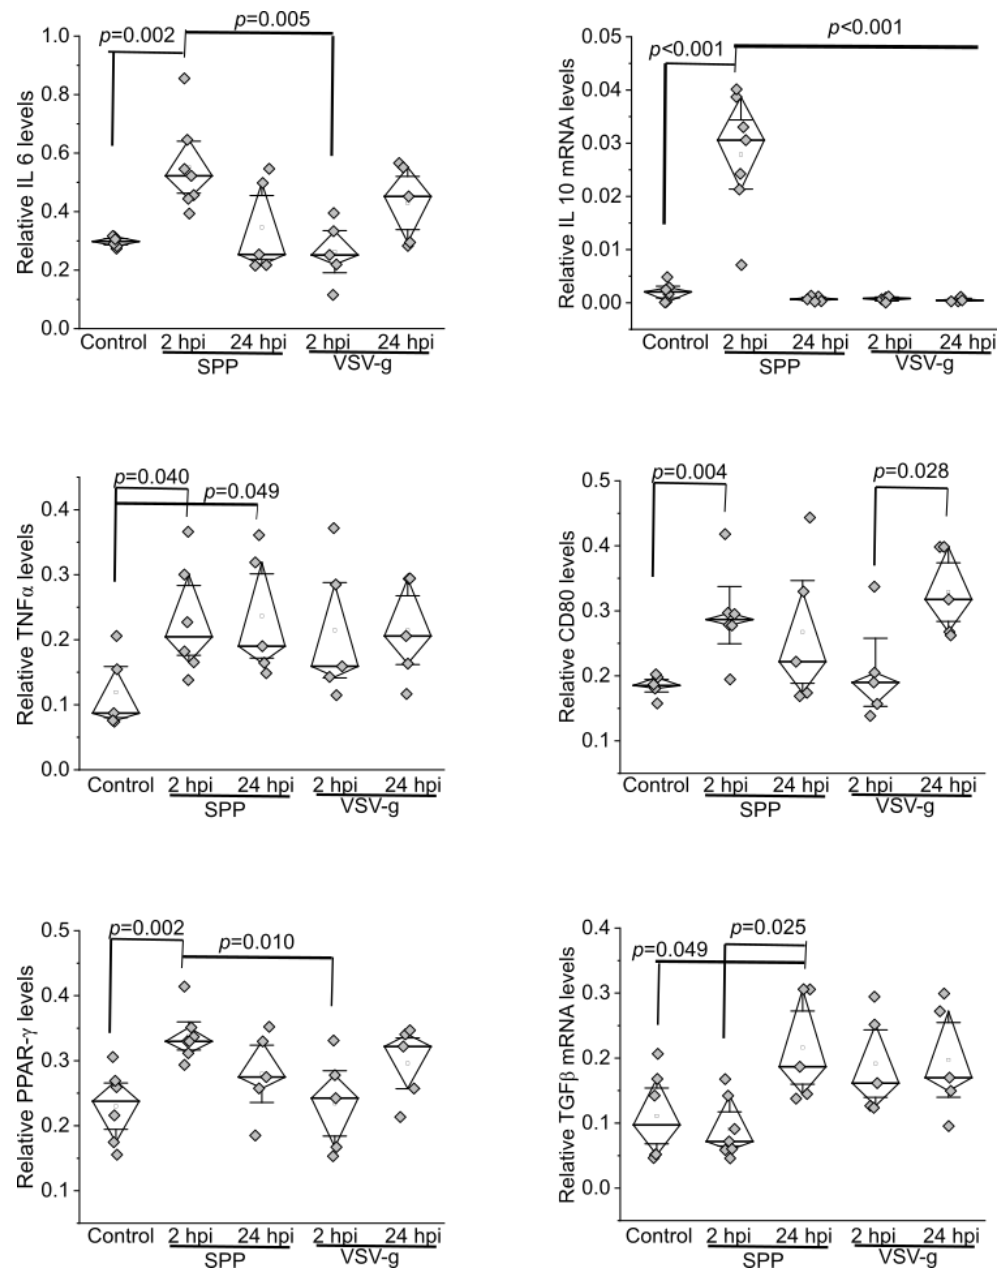 p=0.002
p=0.005
Relative IL 6 levels
1.0
0.8
0.6
0.4
0.2
0.0
Control
2 hpi
24 hpi
2 hpi
24 hpi
SPP
VSV-g
p<0.001
p<0.001
Relative IL 10 mRNA levels
0.05
0.04
0.03
0.02
0.01
0.00
Control
2 hpi
24 hpi
2 hpi
24 hpi
SPP
VSV-g
p=0.040
p=0.049
Relative TNFα levels
0.4
0.3
0.2
0.1
0.0
Control
2 hpi
24 hpi
2 hpi
24 hpi
SPP
VSV-g
p=0.004
p=0.028
Relative CD80 levels
0.5
0.4
0.3
0.2
0.1
Control
2 hpi
24 hpi
2 hpi
24 hpi
SPP
VSV-g
p=0.002
p=0.010
Relative PPAR-γ levels
0.5
0.4
0.3
0.2
0.1
Control
2 hpi
24 hpi
2 hpi
24 hpi
SPP
VSV-g
p=0.025
p=0.049
Relative TGFβ mRNA levels
0.4
0.3
0.2
0.1
0.0
Control
2 hpi
24 hpi
2 hpi
24 hpi
SPP
VSV-g